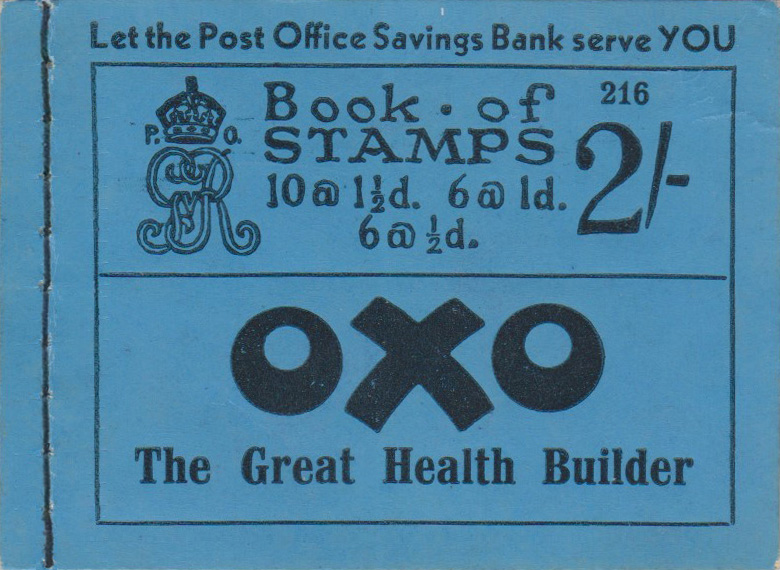 Let the Post Office Savings Bank serve YOU
216
Book · of
STAMPS
2/-
P. O.
GR
10 @ 1½d. 6 @ 1d.
6 @ ½d.
OXO
The Great Health Builder